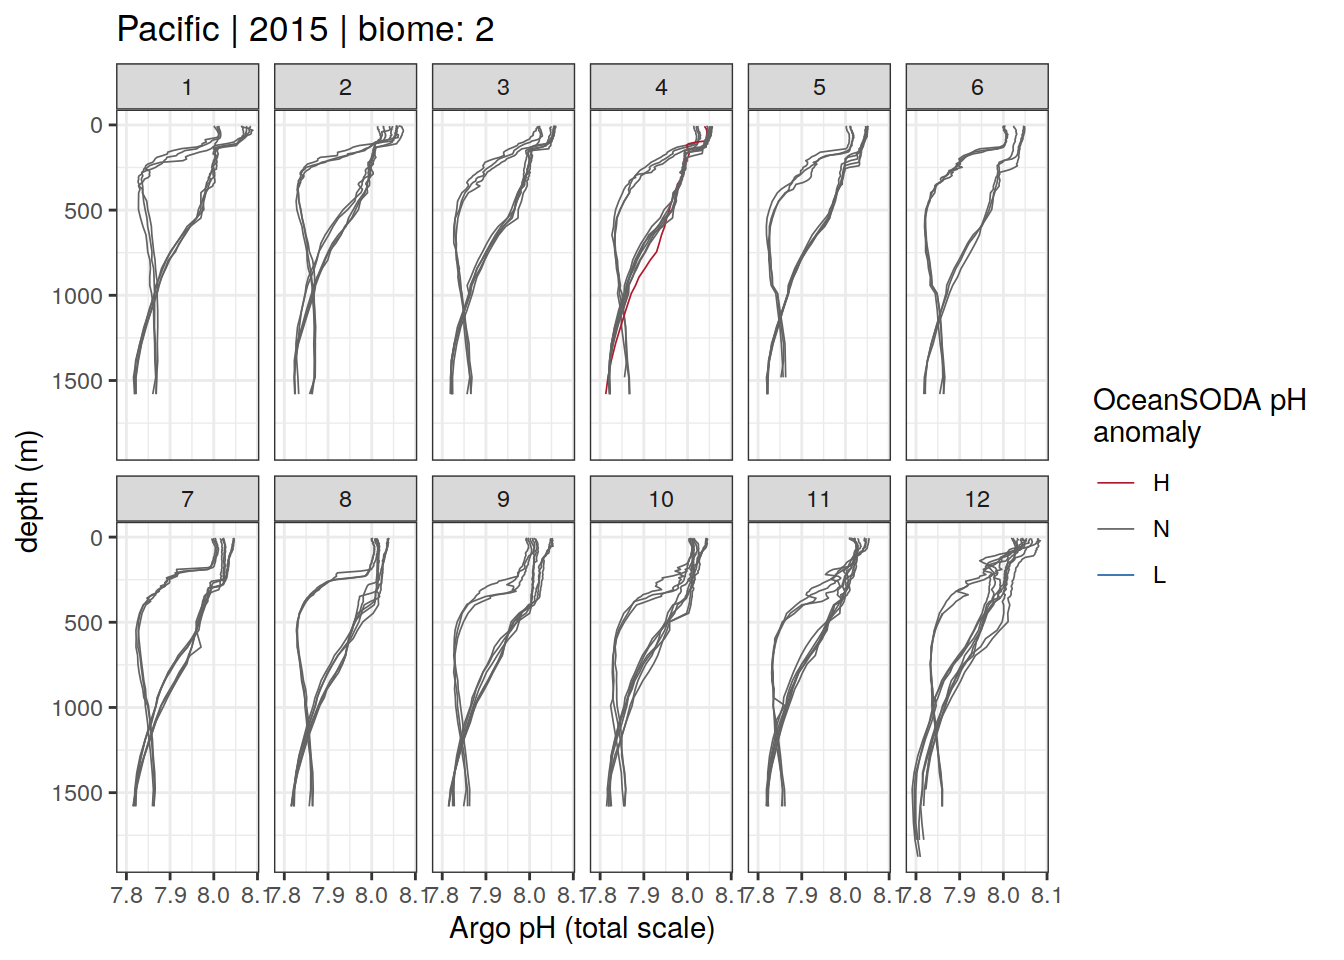 Pacific | 2015 | biome: 2
1 2 3 4 5 6
0
500
1000
1500
7 8 9 10 11 12
0
500
1000
1500
7.8 7.9 8.0 8.1 7.8 7.9 8.0 8.1 7.8 7.9 8.0 8.1 7.8 7.9 8.0 8.1 7.8 7.9 8.0 8.1 7.8 7.9 8.0 8.1
Argo pH (total scale)
depth (m)
OceanSODA pH
anomaly
H
N
L